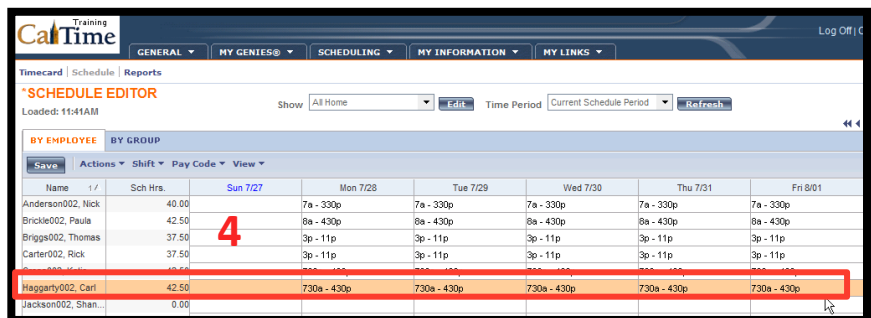 Training
CalTime
Log Off
GENERAL MY GENIES® SCHEDULING MY INFORMATION MY LINKS
Timecard | Schedule | Reports
*SCHEDULE EDITOR
Loaded: 11:41AM
Show All Home Edit Time Period Current Schedule Period Refresh
BY EMPLOYEE BY GROUP
Save Actions Shift Pay Code View
Name 1/ Sch Hrs. Sun 7/27 Mon 7/28 Tue 7/29 Wed 7/30 Thu 7/31 Fri 8/01
Anderson002, Nick 40.00 7a - 330p 7a - 330p 7a - 330p 7a - 330p 7a - 330p
Brickle002, Paula 42.50 8a - 430p 8a - 430p 8a - 430p 8a - 430p 8a - 430p
Briggs002, Thomas 37.50 3p - 11p 3p - 11p 3p - 11p 3p - 11p 3p - 11p
4
Carter002, Rick 37.50 3p - 11p 3p - 11p 3p - 11p 3p - 11p 3p - 11p
Haggarty002, Carl 42.50 730a - 430p 730a - 430p 730a - 430p 730a - 430p 730a - 430p
Jackson002, Shan... 0.00